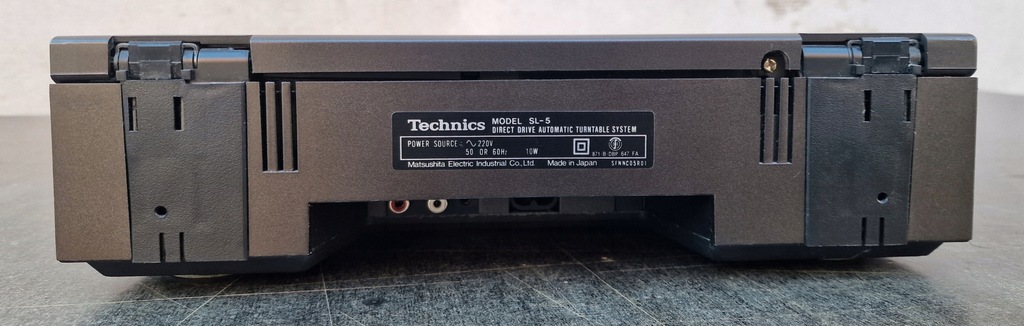 Technics MODEL SL-5
DIRECT DRIVE AUTOMATIC TURNTABLE SYSTEM
POWER SOURCE: ∿ 220V
50 OR 60Hz 10W
Matsushita Electric Industrial Co.,Ltd. Made in Japan SFNNC05R01